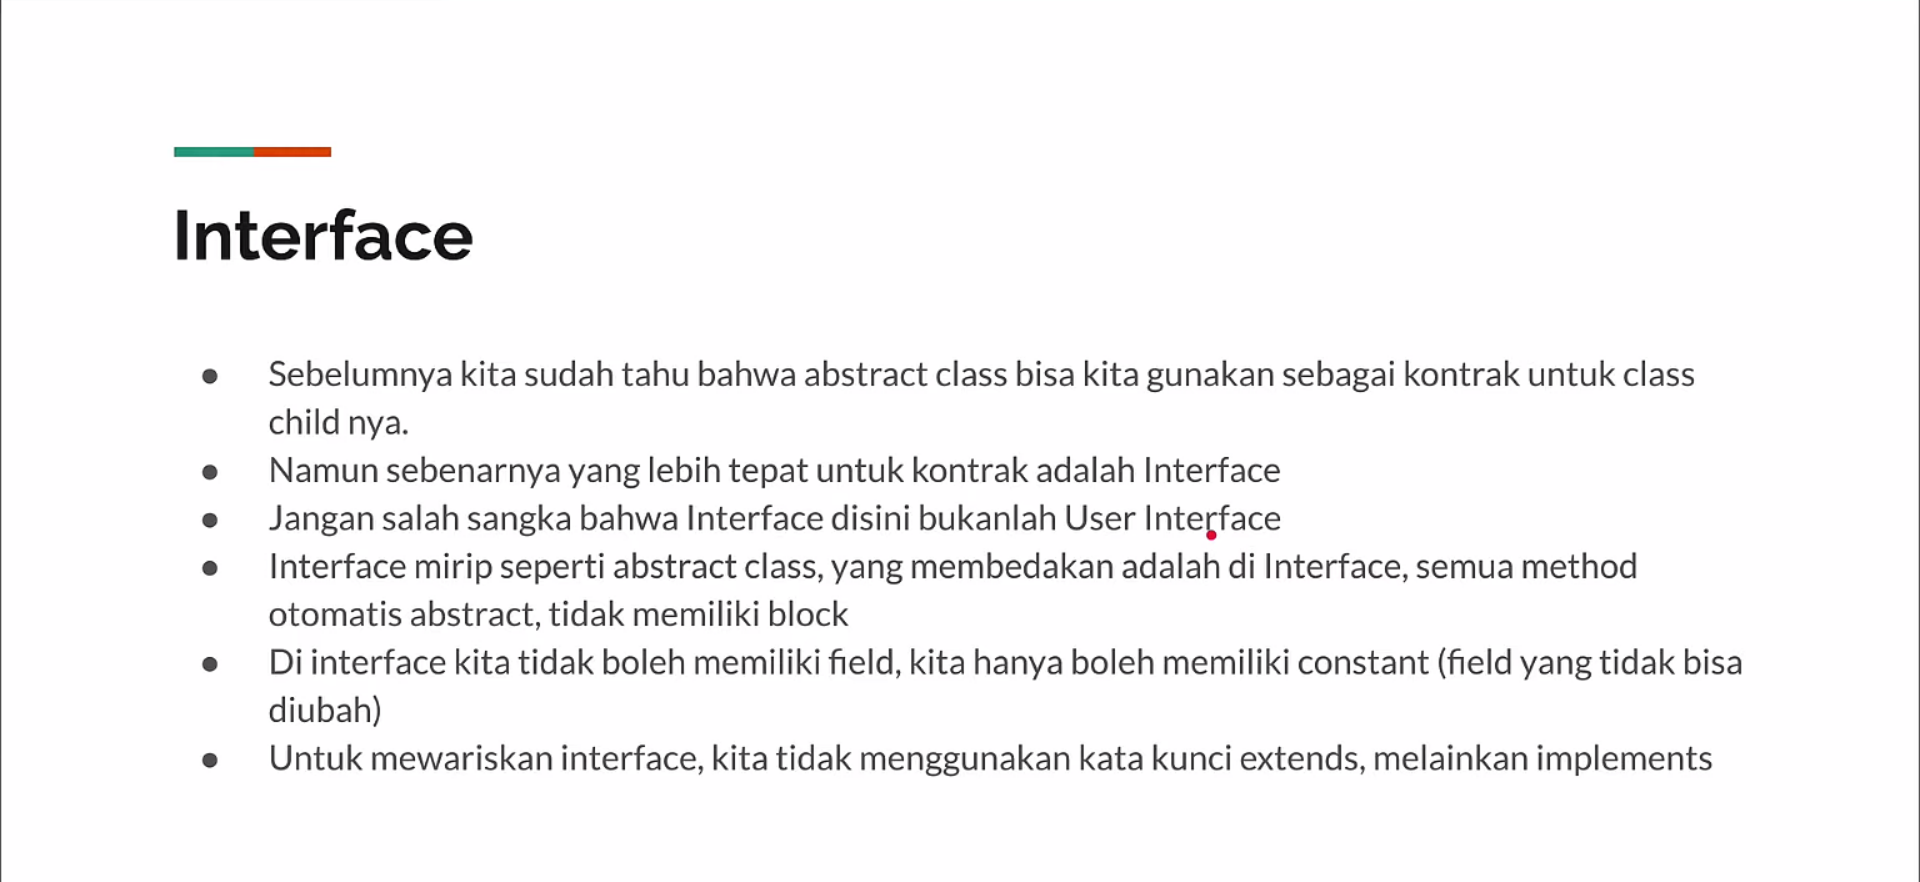 Interface
● Sebelumnya kita sudah tahu bahwa abstract class bisa kita gunakan sebagai kontrak untuk class
child nya.
● Namun sebenarnya yang lebih tepat untuk kontrak adalah Interface
● Jangan salah sangka bahwa Interface disini bukanlah User Interface
● Interface mirip seperti abstract class, yang membedakan adalah di Interface, semua method
otomatis abstract, tidak memiliki block
● Di interface kita tidak boleh memiliki field, kita hanya boleh memiliki constant (field yang tidak bisa
diubah)
● Untuk mewariskan interface, kita tidak menggunakan kata kunci extends, melainkan implements